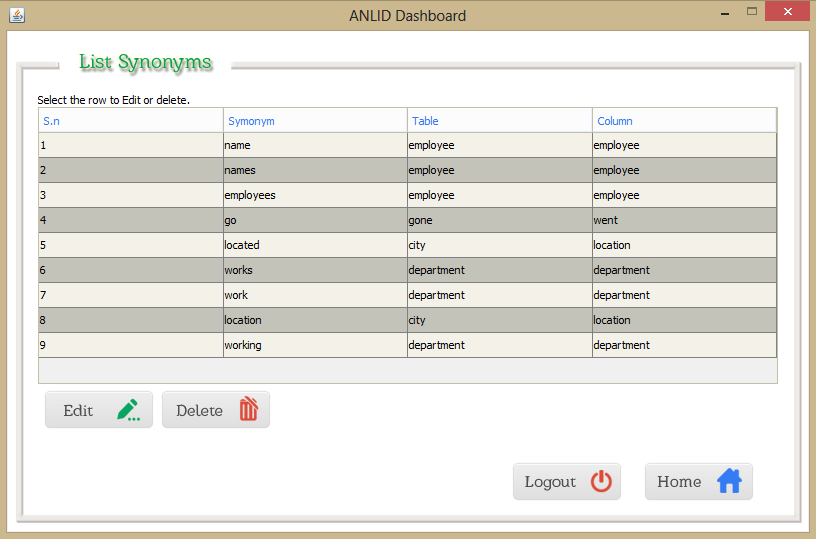 ANLID Dashboard
List Synonyms
Select the row to Edit or delete.
S.n Symonym Table Column
1 name employee employee
2 names employee employee
3 employees employee employee
4 go gone went
5 located city location
6 works department department
7 work department department
8 location city location
9 working department department
Edit Delete
Logout Home